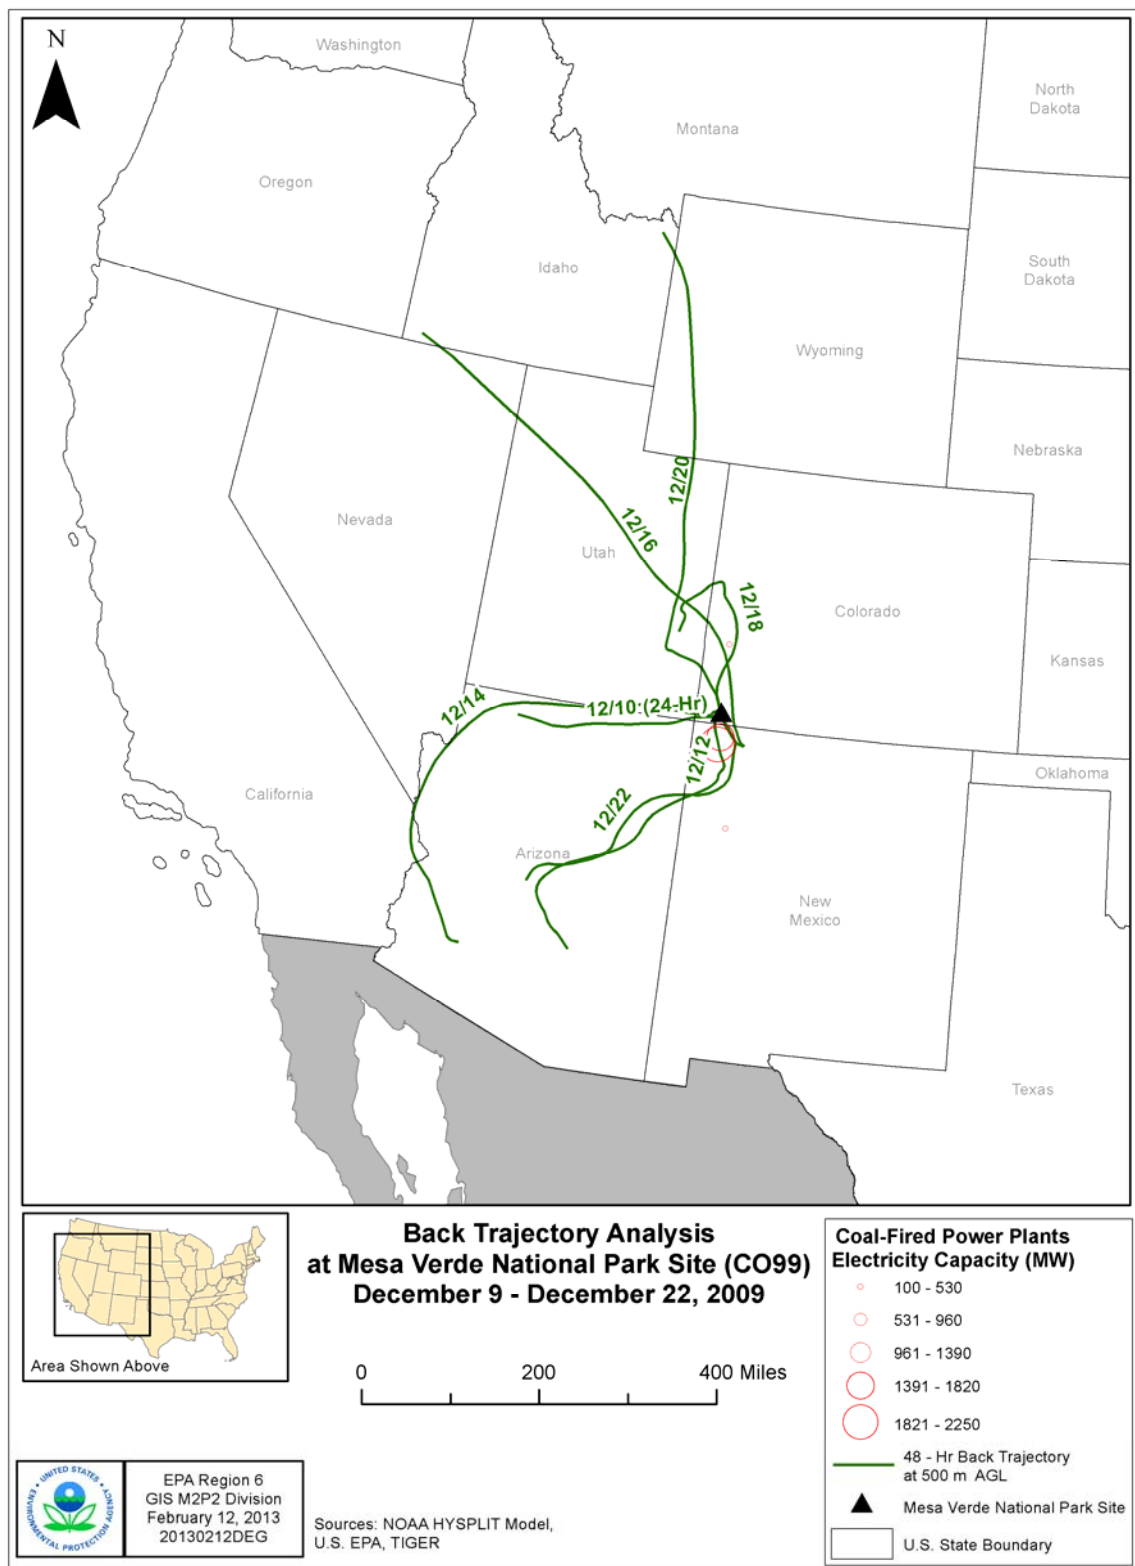 N
Washington
North
Dakota
Montana
Oregon
South
Dakota
Idaho
Wyoming
Nebraska
12/20
Nevada
12/16
Utah
12/18
Colorado
Kansas
12/14
12/10 (24-Hr)
12/12
Oklahoma
California
12/22
Arizona
New
Mexico
Texas
Area Shown Above
Back Trajectory Analysis
at Mesa Verde National Park Site (CO99)
December 9 - December 22, 2009
0 200 400 Miles
Coal-Fired Power Plants
Electricity Capacity (MW)
100 - 530
531 - 960
961 - 1390
1391 - 1820
1821 - 2250
48 - Hr Back Trajectory
at 500 m AGL
Mesa Verde National Park Site
U.S. State Boundary
UNITED STATES
ENVIRONMENTAL PROTECTION AGENCY
EPA Region 6
GIS M2P2 Division
February 12, 2013
20130212DEG
Sources: NOAA HYSPLIT Model,
U.S. EPA, TIGER